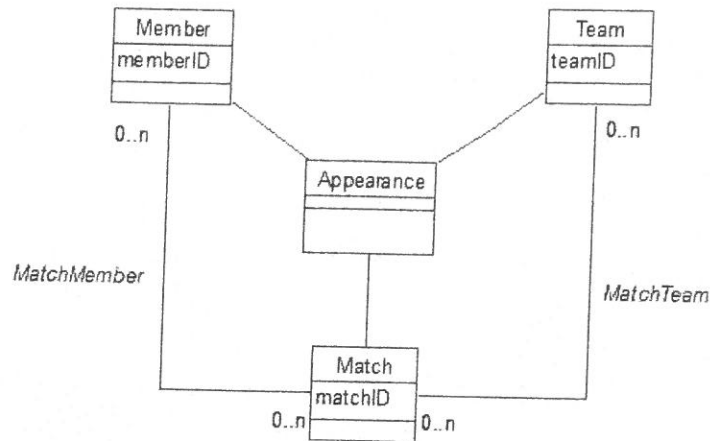 Member
memberID
Team
teamID
0..n
0..n
Appearance
MatchMember
MatchTeam
Match
matchID
0..n
0..n